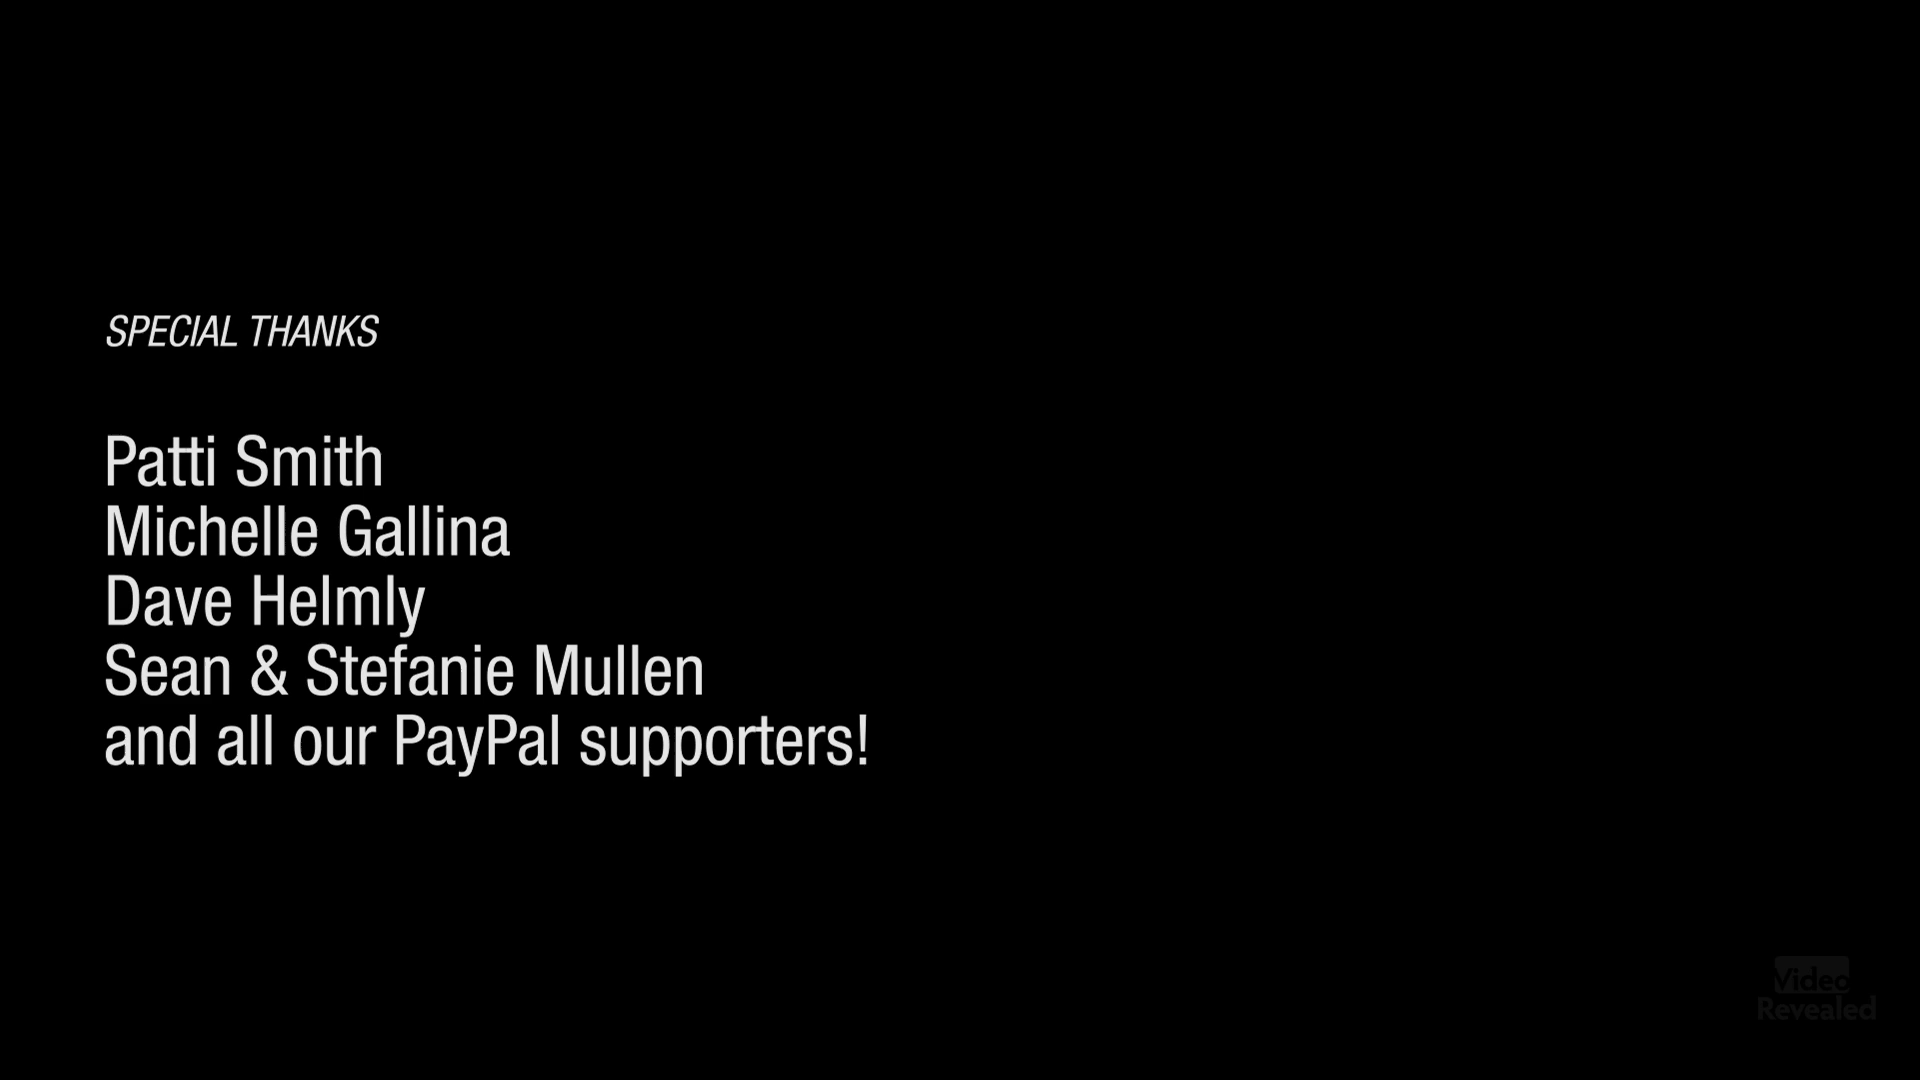 SPECIAL THANKS
Patti Smith
Michelle Gallina
Dave Helmly
Sean & Stefanie Mullen
and all our PayPal supporters!
Video
Revealed